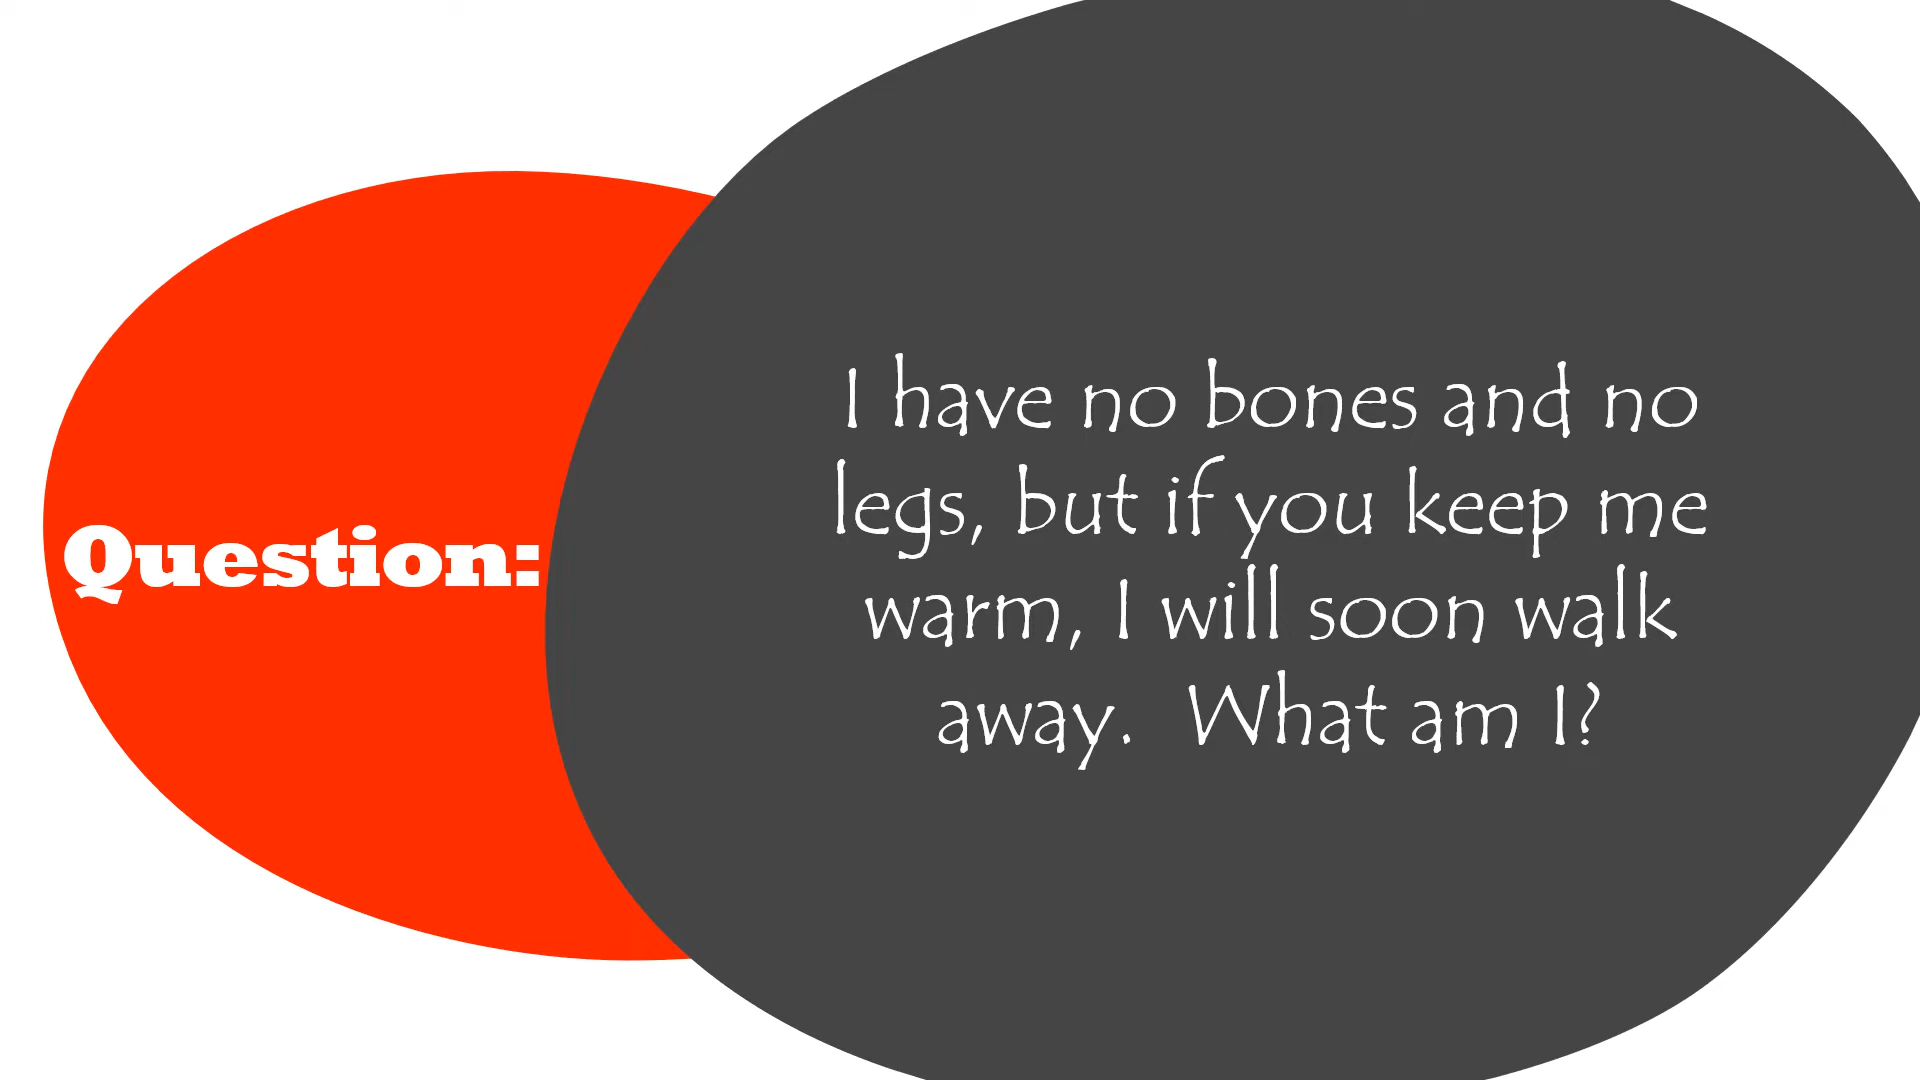 Question:
I have no bones and no
legs, but if you keep me
warm, I will soon walk
away.  What am I?